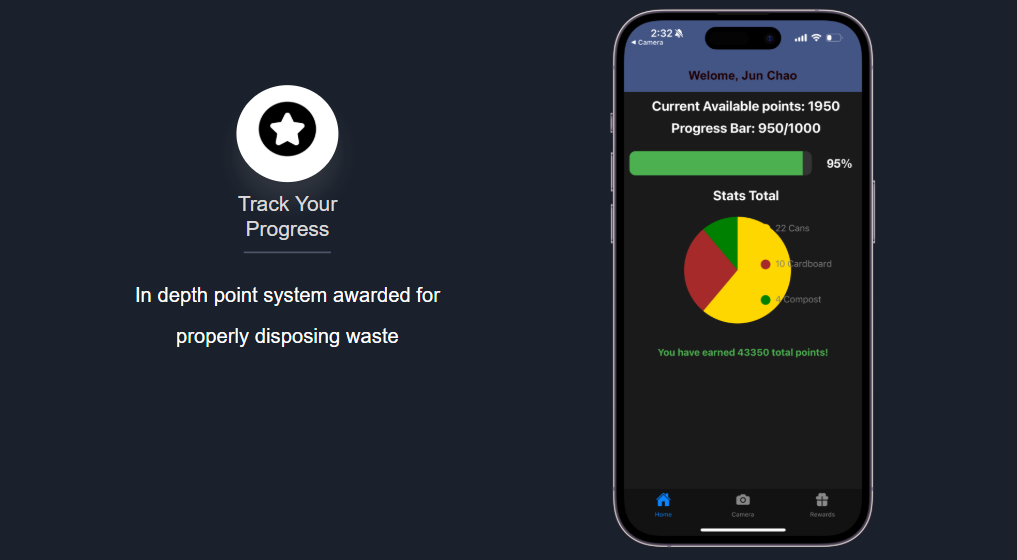 Track Your
Progress
In depth point system awarded for
properly disposing waste
2:32
◄ Camera
Welome, Jun Chao
Current Available points: 1950
Progress Bar: 950/1000
95%
Stats Total
22 Cans
10 Cardboard
4 Compost
You have earned 43350 total points!
Home
Camera
Rewards